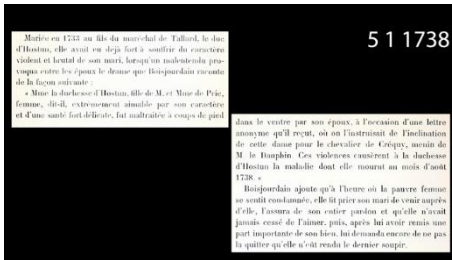 Mariée en 1733 au fils du maréchal de Tallard, le duc
d'Hostun, elle avait eu déjà fort à souffrir du caractère
violent et brutal de son mari, lorsqu'un malentendu pro-
voqua entre les époux le drame que Boisjourdain raconte
de la façon suivante :
« Mme la duchesse d'Hostun, fille de M. et Mme de Prie,
femme, dit-il, extrêmement aimable par son caractère
et d'une santé fort délicate, fut maltraitée à coups de pied
5 1 1738
dans le ventre par son époux, à l'occasion d'une lettre
anonyme qu'il reçut, où on l'instruisait de l'inclination
de cette dame pour le chevalier de Créquy, menin de
M le Dauphin Ces violences causèrent à la duchesse
d'Hostun la maladie dont elle mourut au mois d'août
1738. »
Boisjourdain ajoute qu'à l'heure où la pauvre femme
se sentit condamnée, elle fit prier son mari de venir auprès
d'elle, l'assura de son entier pardon et qu'elle n'avait
jamais cessé de l'aimer, puis, après lui avoir remis une
part importante de son bien, lui demanda encore de ne pas
la quitter qu'elle n'eût rendu le dernier soupir.